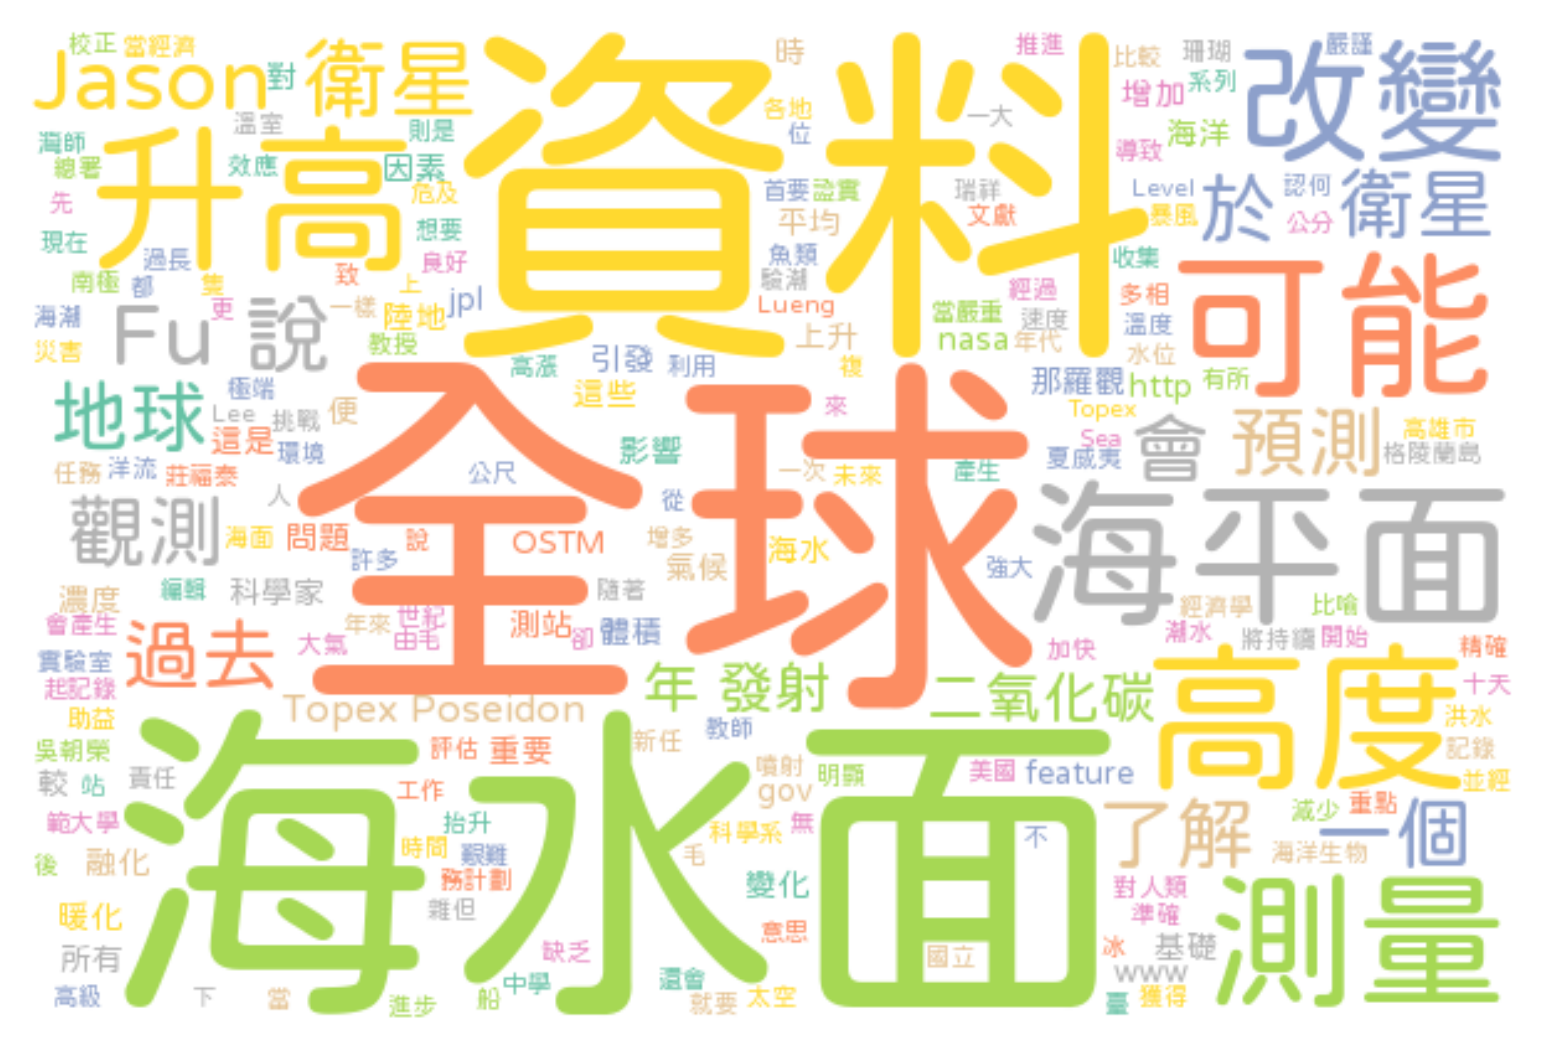 校正 當經濟
Jason 對 衛星
資料
時
推進
比較 珊瑚
嚴謹
改變
增加 系列
溫室
各地
一大
位
海洋
則是
升高
總署
效應 因素
導致
危及
首要
瑞祥
Level
於
認何
衛星
先
平均
文獻
暴風
公分
現在
想要
過長
良好
魚類
收集
南極 都 隻
致
上
驗潮
經過
多相
可能
海潮
更
一樣
陸地 jpl
Lueng
當嚴重 速度
溫度
Fu 說
災害
教授
上升
nasa 年代
水位
高漲 引發 利用
複
地球
極端
全球
這些
來
那羅觀 http 有所
Lee 挑戰 便
Topex
高雄市
這是
環境
影響
Sea
會
預測
任務 洋流 莊福泰
公尺
一次 未來
產生
夏威夷
格陵蘭島
人
從
觀測
海平面
海面 問題
說
OSTM
增多
海水
許多
氣候
強大
濃度
編輯 科學家
隨著
經濟學
比喻
會產生
年來 世紀
由毛
測站 卻 體積
過去
大氣
潮水
將持續 開始
實驗室
加快
精確
起記錄
年 發射
二氧化碳
高度
十天
助益
Topex Poseidon
洪水
吳朝榮
海水面
評估 重要
新任
教師
記錄
較 站 責任
噴射
明顯
美國 feature
並經
工作
gov
減少 重點
範大學
抬升
科學系 無
不
了解
一個
後 融化
時間 艱難
毛
海洋生物
務計劃
變化
對人類
測量
暖化
雜但
準確
意思
所有
缺乏
國立
冰 基礎
www
高級
下
當
中學
還會
進步
船
就要 太空
臺 獲得